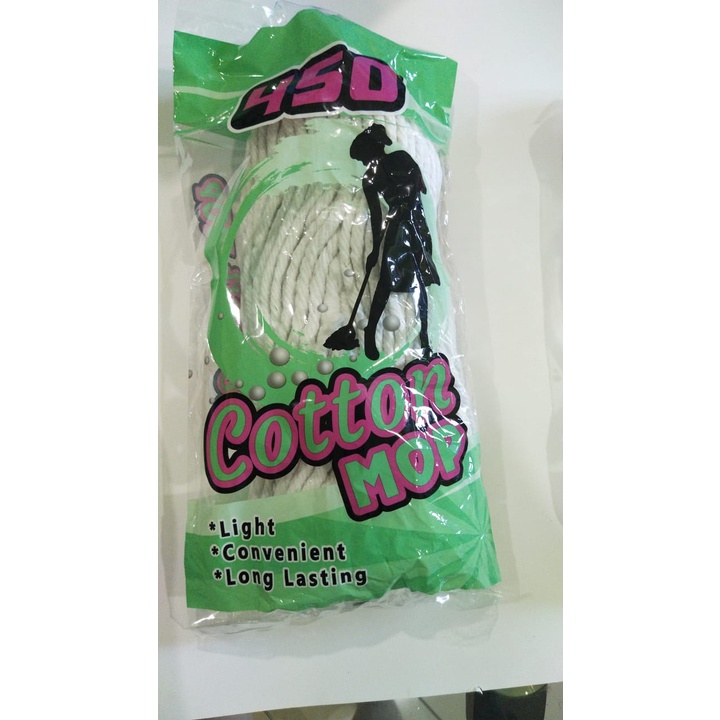 450
Cotton
MOP
*Light
*Convenient
*Long Lasting